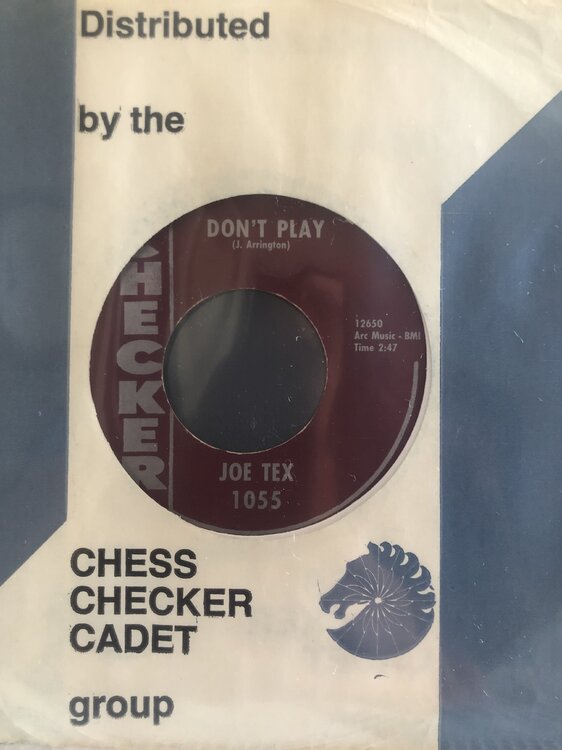 Distributed
by the
CHECKER
DON'T PLAY
(J. Arrington)
12650
Arc Music - BMI
Time 2:47
JOE TEX
1055
CHESS
CHECKER
CADET
group